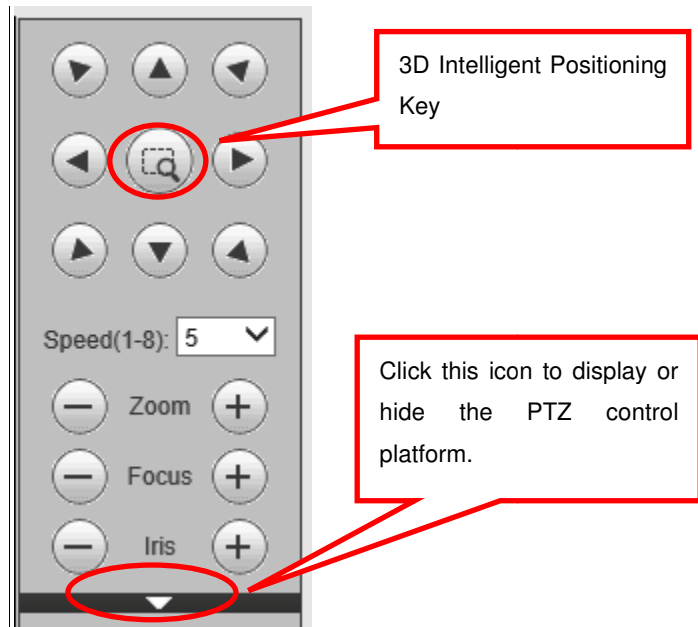 3D Intelligent Positioning
Key
Speed(1-8): 5
Zoom
Focus
Iris
Click this icon to display or
hide the PTZ control
platform.